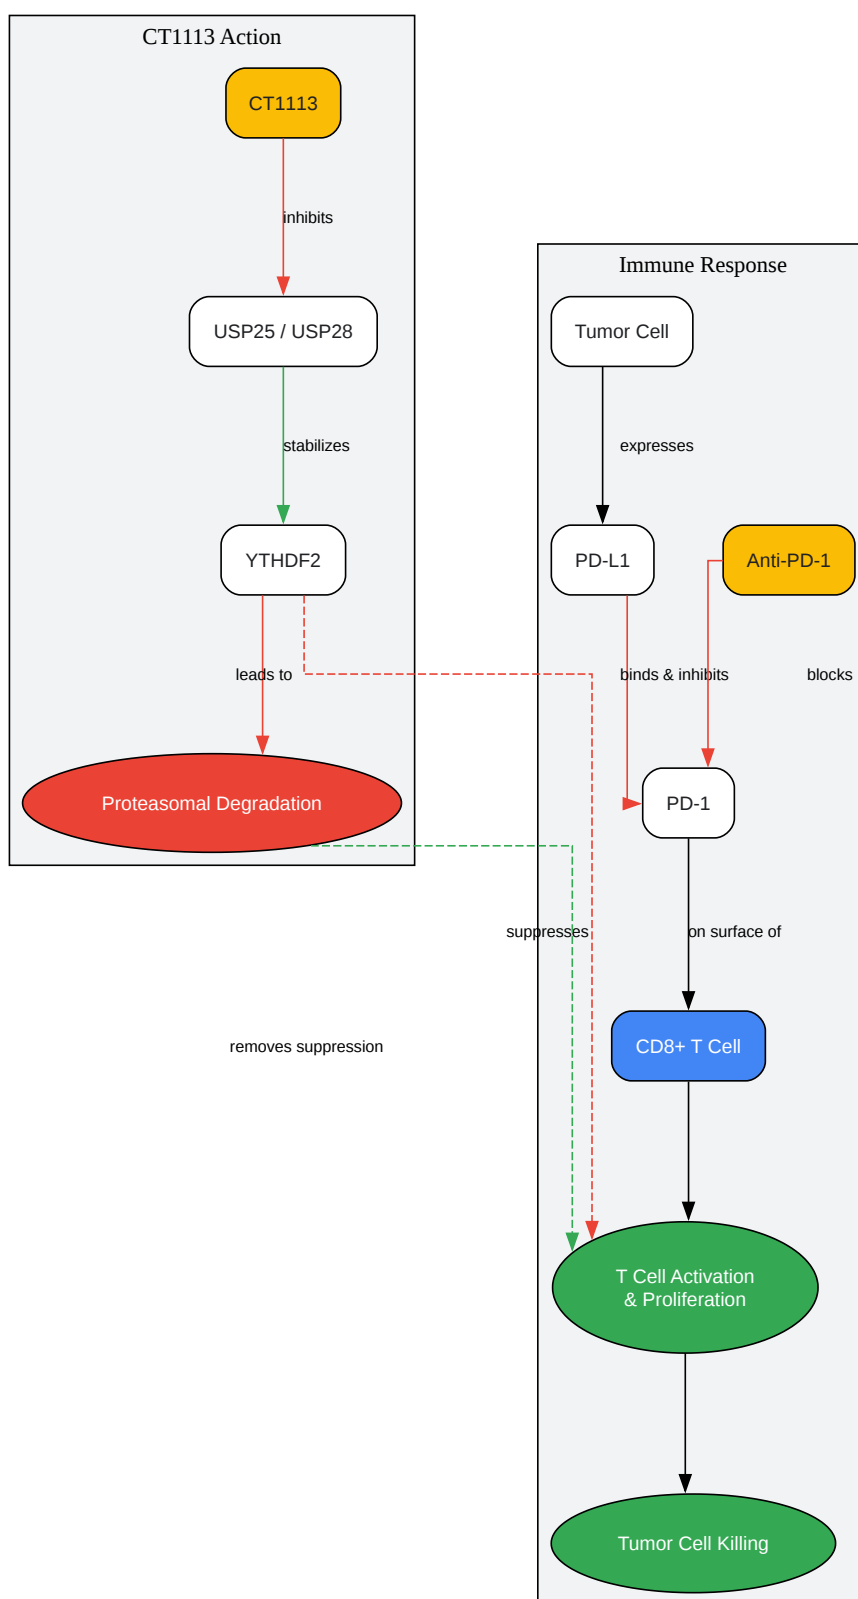 CT1113 Action
CT1113
inhibits
USP25 / USP28
stabilizes
YTHDF2
leads to
Proteasomal Degradation
removes suppression
Immune Response
Tumor Cell
expresses
PD-L1
Anti-PD-1
binds & inhibits
blocks
PD-1
suppresses
on surface of
CD8+ T Cell
T Cell Activation
& Proliferation
Tumor Cell Killing